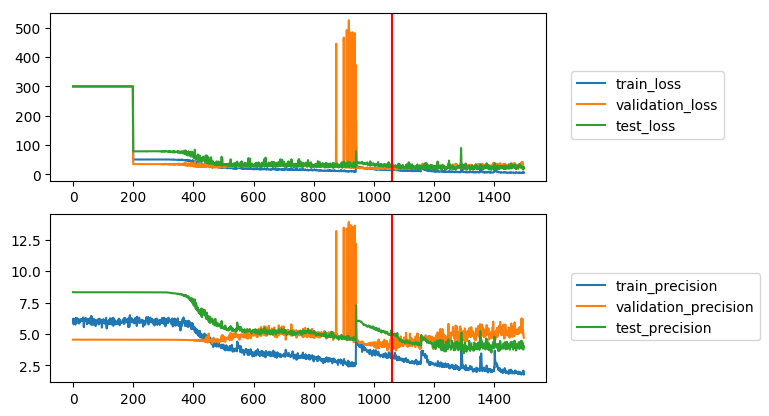 500
400
300
200
100
0
0 200 400 600 800 1000 1200 1400
train_loss
validation_loss
test_loss
12.5
10.0
7.5
5.0
2.5
0 200 400 600 800 1000 1200 1400
train_precision
validation_precision
test_precision